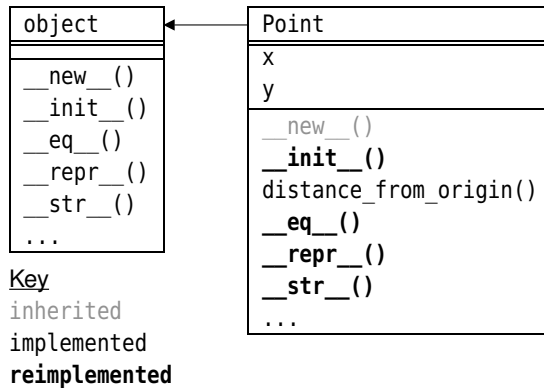 object
__new__()
__init__()
__eq__()
__repr__()
__str__()
...
Point
x
y
__new__()
__init__()
distance_from_origin()
__eq__()
__repr__()
__str__()
...
Key
inherited
implemented
reimplemented